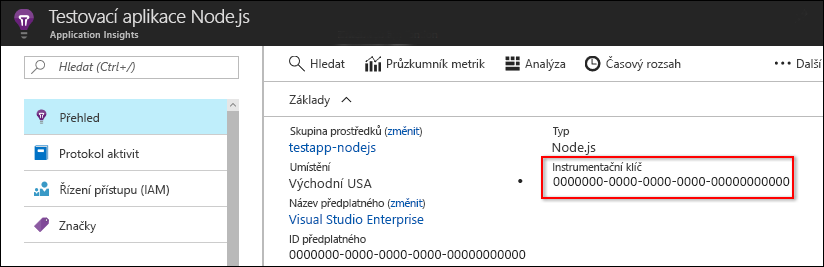 Testovací aplikace Node.js
Application Insights
Hledat (Ctrl+/)
Přehled
Protokol aktivit
Řízení přístupu (IAM)
Značky
Hledat
Průzkumník metrik
Analýza
Časový rozsah
Další
Základy
Skupina prostředků (změnit)
testapp-nodejs
Umístění
Východní USA
Název předplatného (změnit)
Visual Studio Enterprise
ID předplatného
0000000-0000-0000-0000-00000000000
Typ
Node.js
Instrumentační klíč
0000000-0000-0000-0000-00000000000